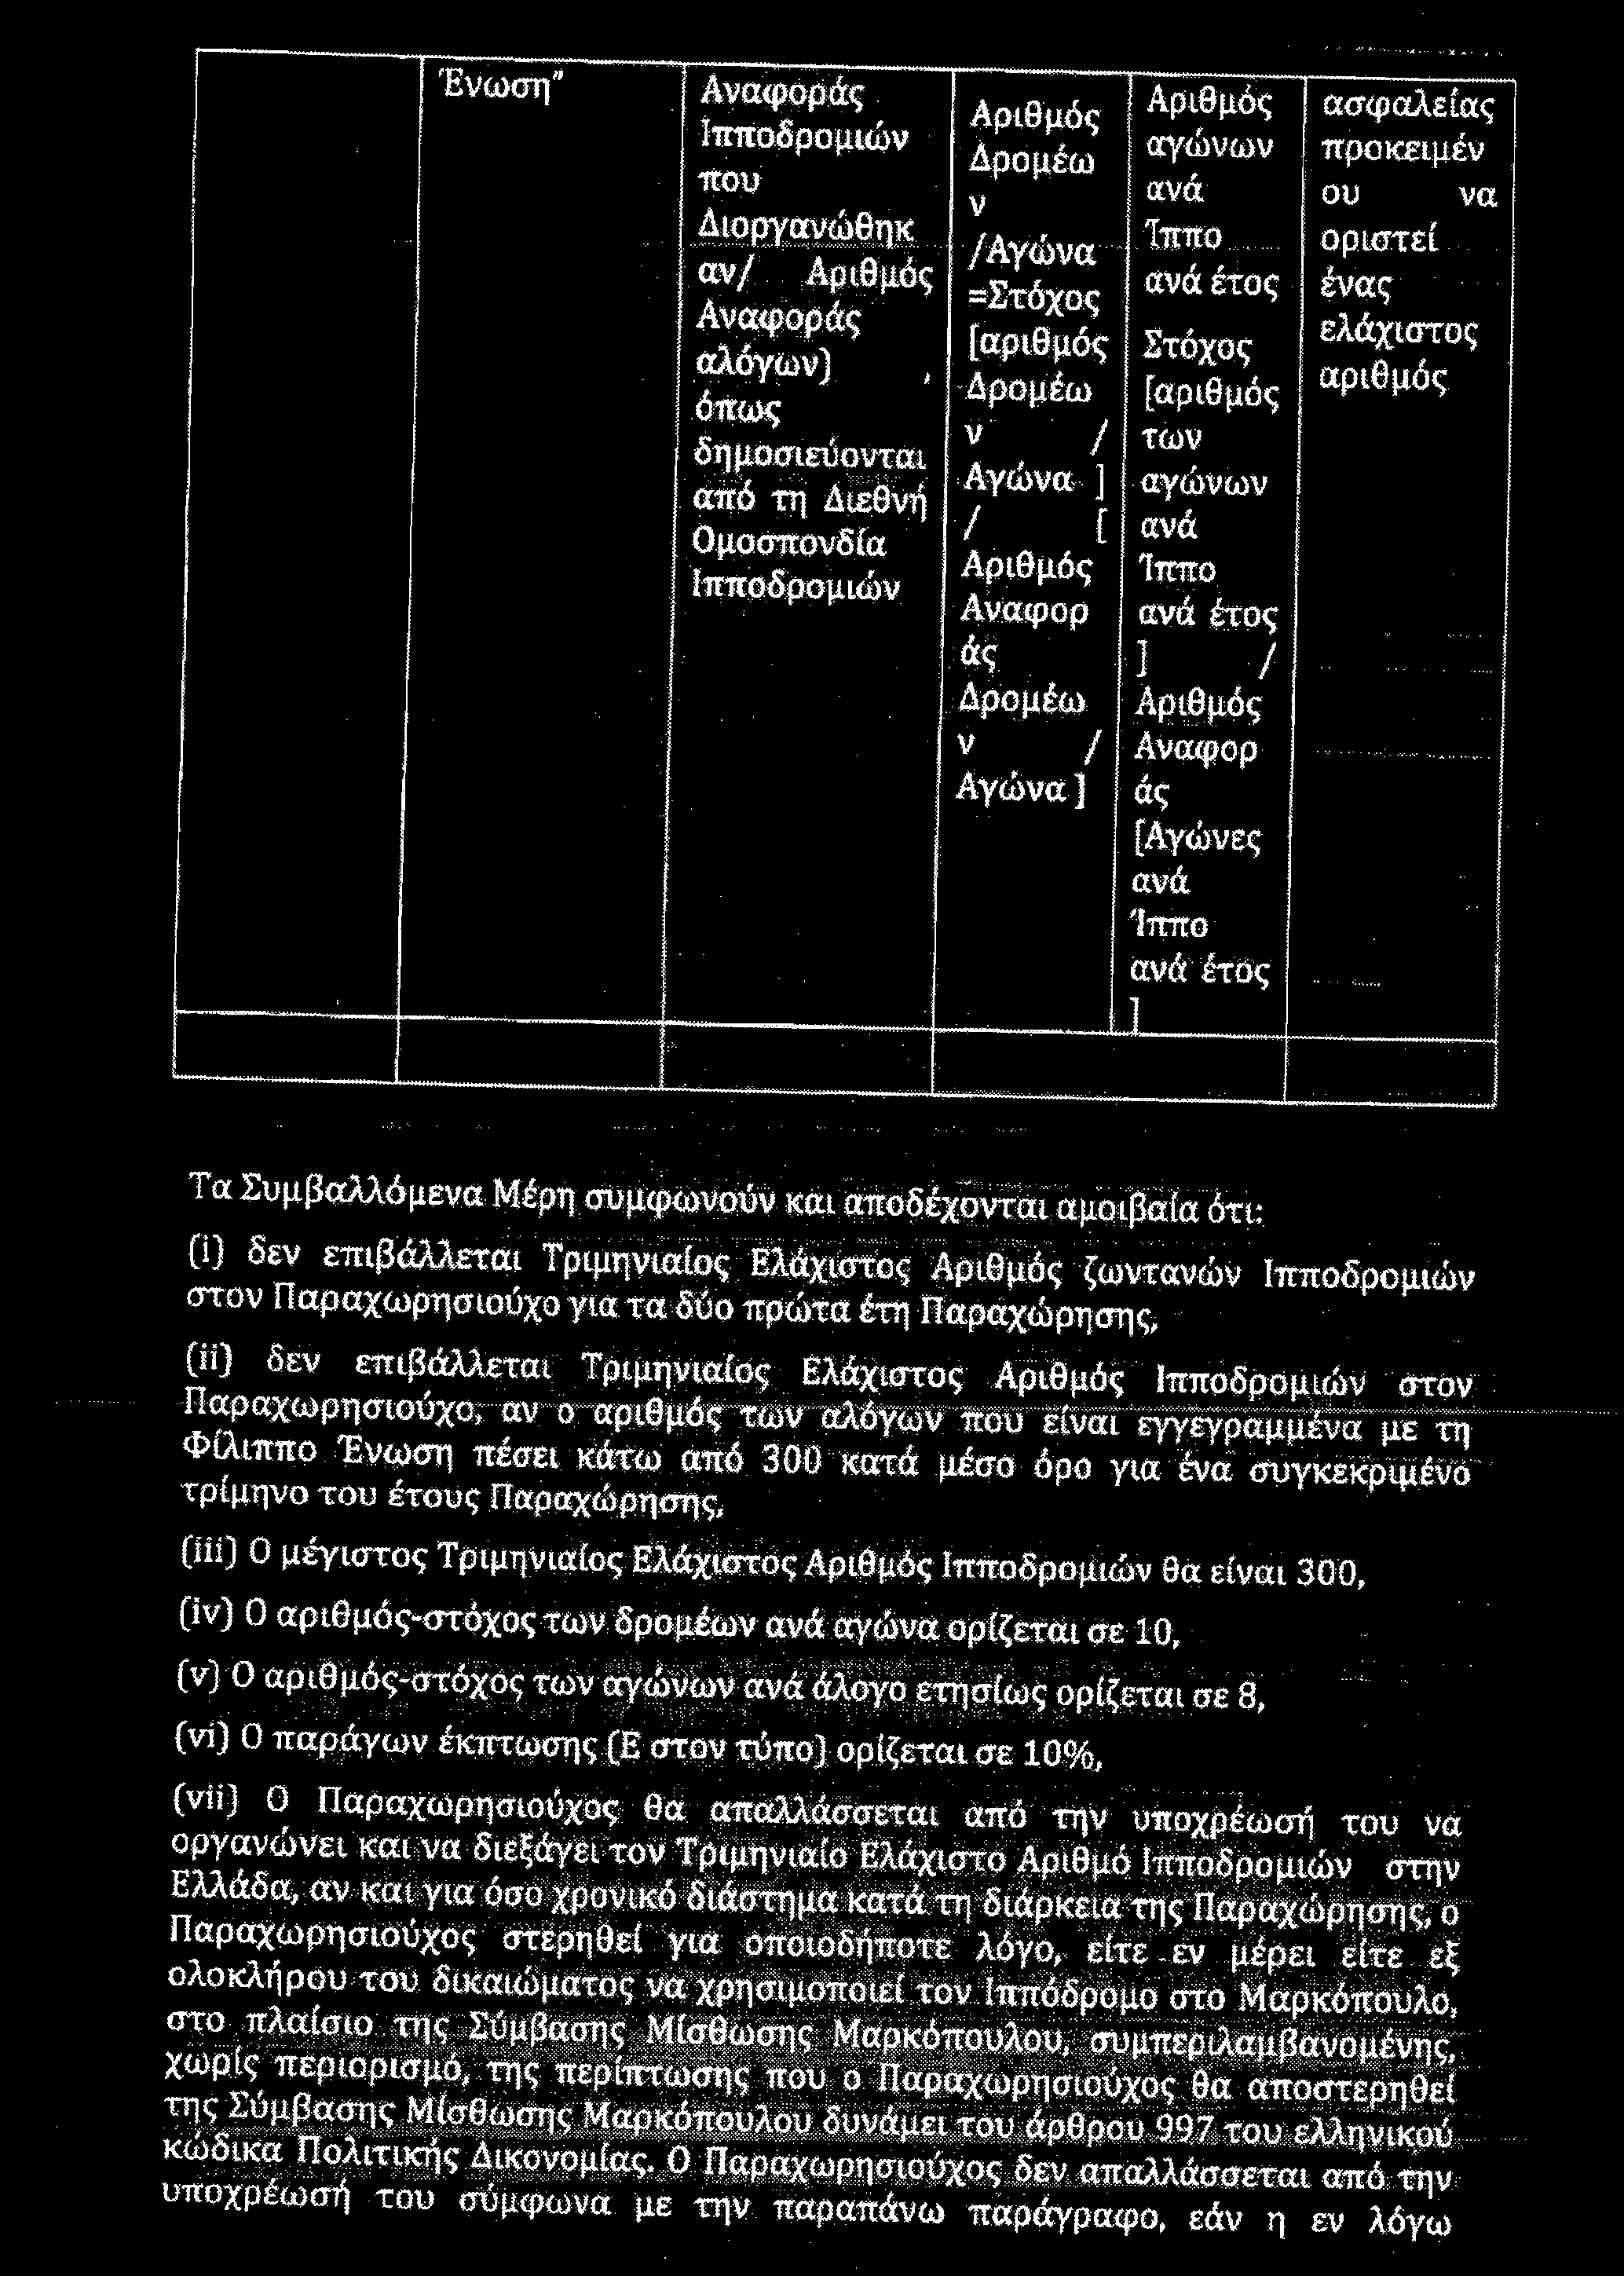 Ένωση"
Αναφοράς
Ιπποδρομιών
που
Διοργανώθηκ
αν/ Αριθμός
Αναφοράς
αλόγων) ,
όπως
δημοσιεύονται
από τη Διεθνή
Ομοσπονδία
Ιπποδρομιών
Αριθμός
Δρομέω
ν
/Αγώνα
=Στόχος
[αριθμός
Δρομέω
ν /
Αγώνα ]
/ [
Αριθμός
Αναφορ
άς
Δρομέω
ν /
Αγώνα ]
Αριθμός
αγώνων
ανά
Ίππο
ανά έτος
Στόχος
[αριθμός
των
αγώνων
ανά
Ίππο
ανά έτος
] /
Αριθμός
Αναφορ
άς
[Αγώνες
ανά
Ίππο
ανά έτος
]
ασφαλείας
προκειμέν
ου να
οριστεί
ένας
ελάχιστος
αριθμός
Τα Συμβαλλόμενα Μέρη συμφωνούν και αποδέχονται αμοιβαία ότι:
(i) δεν επιβάλλεται Τριμηνιαίος Ελάχιστος Αριθμός ζωντανών Ιπποδρομιών
στον Παραχωρησιούχο για τα δύο πρώτα έτη Παραχώρησης,
(ii) δεν επιβάλλεται Τριμηνιαίος Ελάχιστος Αριθμός Ιπποδρομιών στον
Παραχωρησιούχο, αν ο αριθμός των αλόγων που είναι εγγεγραμμένα με τη
Φίλιππο Ένωση πέσει κάτω από 300 κατά μέσο όρο για ένα συγκεκριμένο
τρίμηνο του έτους Παραχώρησης,
(iii) Ο μέγιστος Τριμηνιαίος Ελάχιστος Αριθμός Ιπποδρομιών θα είναι 300,
(iv) Ο αριθμός-στόχος των δρομέων ανά αγώνα ορίζεται σε 10,
(v) Ο αριθμός-στόχος των αγώνων ανά άλογο ετησίως ορίζεται σε 8,
(vi) Ο παράγων έκπτωσης (Ε στον τύπο) ορίζεται σε 10%,
(vii) Ο Παραχωρησιούχος θα απαλλάσσεται από την υποχρέωσή του να
οργανώνει και να διεξάγει τον Τριμηνιαίο Ελάχιστο Αριθμό Ιπποδρομιών στην
Ελλάδα, αν και για όσο χρονικό διάστημα κατά τη διάρκεια της Παραχώρησης, ο
Παραχωρησιούχος στερηθεί για οποιοδήποτε λόγο, είτε εν μέρει είτε εξ
ολοκλήρου του δικαιώματος να χρησιμοποιεί τον Ιππόδρομο στο Μαρκόπουλο,
στο πλαίσιο της Σύμβασης Μίσθωσης Μαρκόπουλου, συμπεριλαμβανομένης,
χωρίς περιορισμό, της περίπτωσης που ο Παραχωρησιούχος θα αποστερηθεί
της Σύμβασης Μίσθωσης Μαρκόπουλου δυνάμει του άρθρου 997 του ελληνικού
κώδικα Πολιτικής Δικονομίας. Ο Παραχωρησιούχος δεν απαλλάσσεται από την
υποχρέωσή του σύμφωνα με την παραπάνω παράγραφο, εάν η εν λόγω